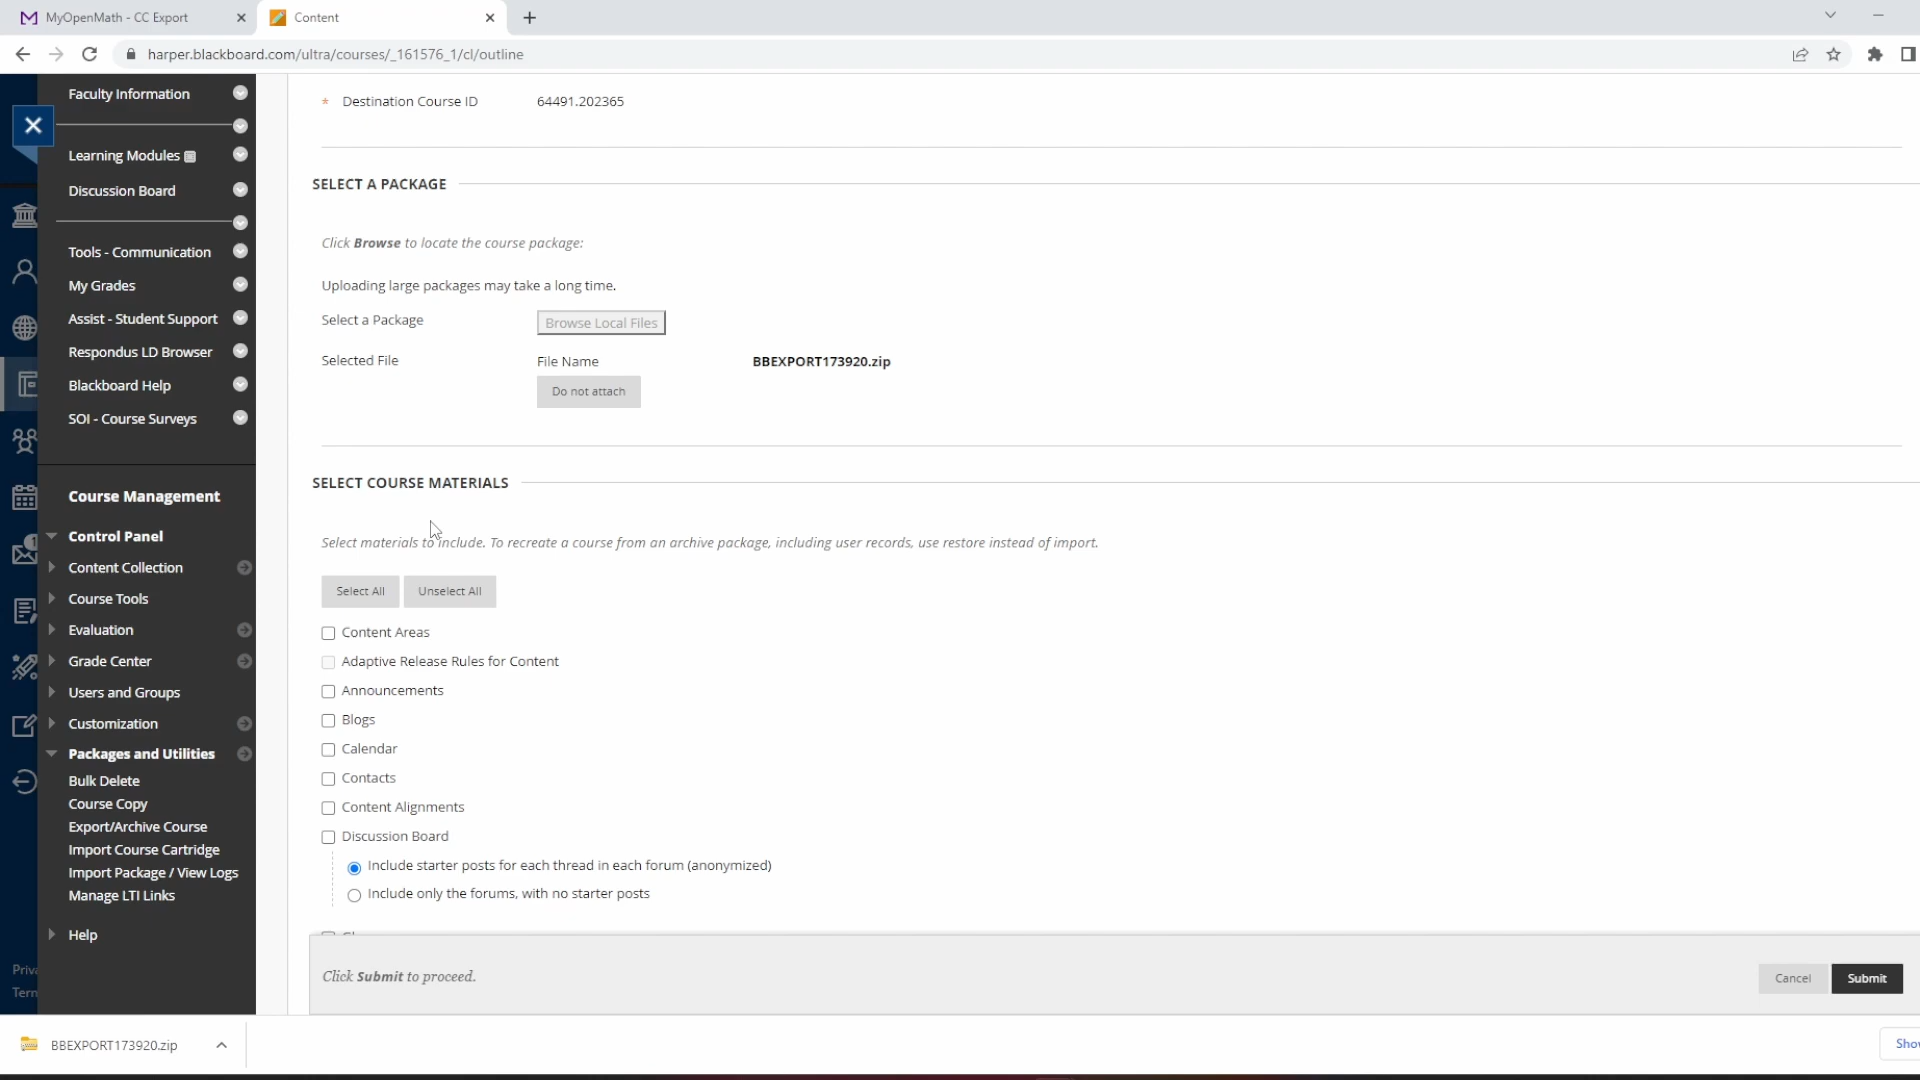 MyOpenMath - CC Export
Content
harper.blackboard.com/ultra/courses/_161576_1/cl/outline
Faculty Information
Learning Modules
Discussion Board
Tools - Communication
My Grades
Assist - Student Support
Respondus LD Browser
Blackboard Help
SOI - Course Surveys
Course Management
Control Panel
Content Collection
Course Tools
Evaluation
Grade Center
Users and Groups
Customization
Packages and Utilities
Bulk Delete
Course Copy
Export/Archive Course
Import Course Cartridge
Import Package / View Logs
Manage LTI Links
Help
1
* Destination Course ID 64491.202365
SELECT A PACKAGE
Click Browse to locate the course package:
Uploading large packages may take a long time.
Select a Package Browse Local Files
Selected File File Name BBEXPORT173920.zip
Do not attach
SELECT COURSE MATERIALS
Select materials to include. To recreate a course from an archive package, including user records, use restore instead of import.
Select All Unselect All
Content Areas
Adaptive Release Rules for Content
Announcements
Blogs
Calendar
Contacts
Content Alignments
Discussion Board
Include starter posts for each thread in each forum (anonymized)
Include only the forums, with no starter posts
Click Submit to proceed.
Cancel Submit
BBEXPORT173920.zip